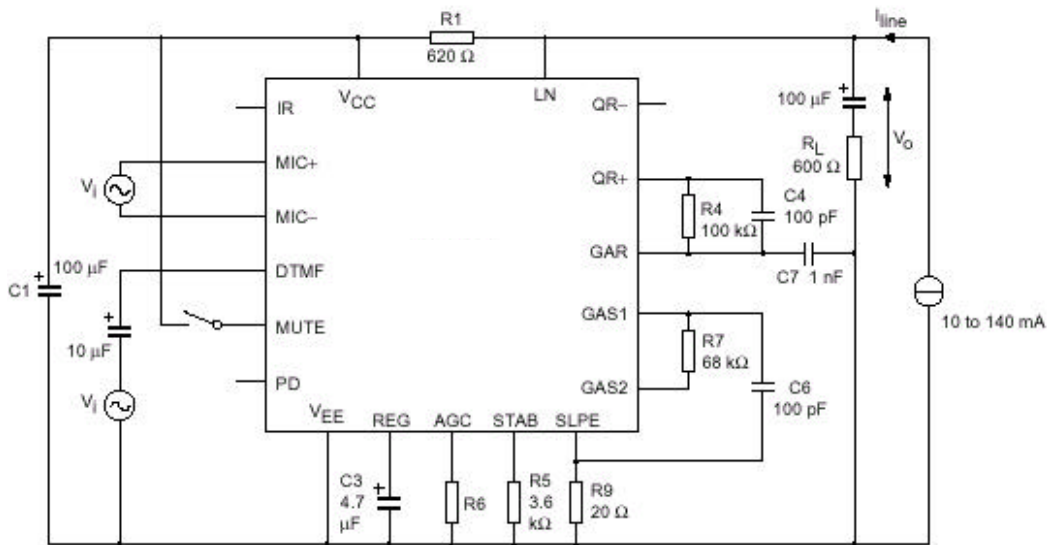 R1
620 Ω
I line
VCC
LN
IR
QR−
100 µF
Vo
RL
600 Ω
MIC+
Vi
MIC−
QR+
R4
100 kΩ
C4
100 pF
GAR
C7 1 nF
100 µF
C1
DTMF
10 µF
MUTE
GAS1
R7
68 kΩ
10 to 140 mA
Vi
PD
GAS2
C6
100 pF
VEE
REG
AGC
STAB
SLPE
C3
4.7
µF
R6
R5
3.6
kΩ
R9
20 Ω